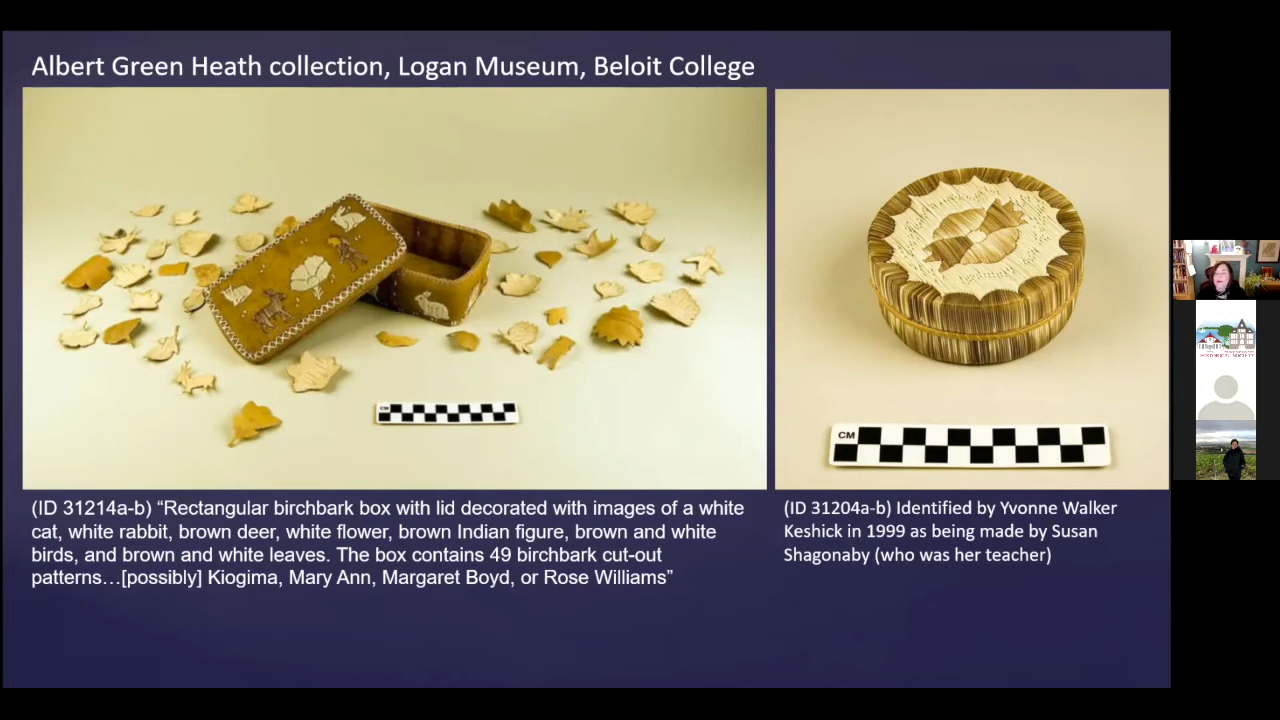 Albert Green Heath collection, Logan Museum, Beloit College
CM
CM
(ID 31214a-b) “Rectangular birchbark box with lid decorated with images of a white
cat, white rabbit, brown deer, white flower, brown Indian figure, brown and white
birds, and brown and white leaves. The box contains 49 birchbark cut-out
patterns…[possibly] Kiogima, Mary Ann, Margaret Boyd, or Rose Williams”
(ID 31204a-b) Identified by Yvonne Walker
Keshick in 1999 as being made by Susan
Shagonaby (who was her teacher)
HISTORICAL SOCIETY